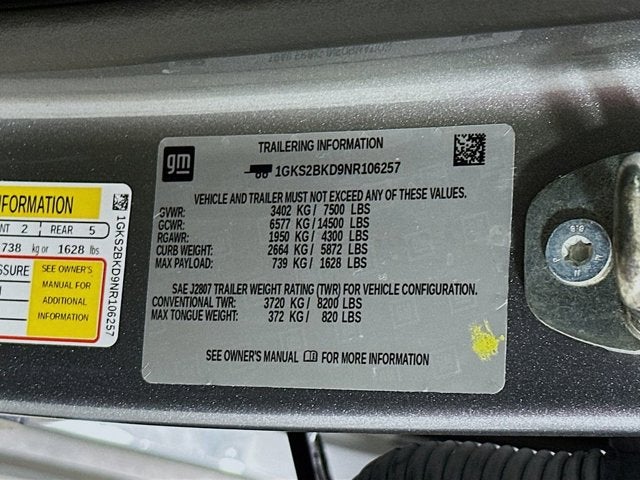 gm
TRAILERING INFORMATION
1GKS2BKD9NR106257
VEHICLE AND TRAILER MUST NOT EXCEED ANY OF THESE VALUES.
GVWR: 3402 KG / 7500 LBS
GCWR: 6577 KG / 14500 LBS
RGAWR: 1950 KG / 4300 LBS
CURB WEIGHT: 2664 KG / 5872 LBS
MAX PAYLOAD: 739 KG / 1628 LBS
SAE J2807 TRAILER WEIGHT RATING (TWR) FOR VEHICLE CONFIGURATION.
CONVENTIONAL TWR: 3720 KG / 8200 LBS
MAX TONGUE WEIGHT: 372 KG / 820 LBS
SEE OWNER'S MANUAL FOR MORE INFORMATION
INFORMATION
NT 2 REAR 5
738 kg or 1628 lbs
SSURE
SEE OWNER'S
MANUAL FOR
ADDITIONAL
INFORMATION
1GKS2BKD9NR106257